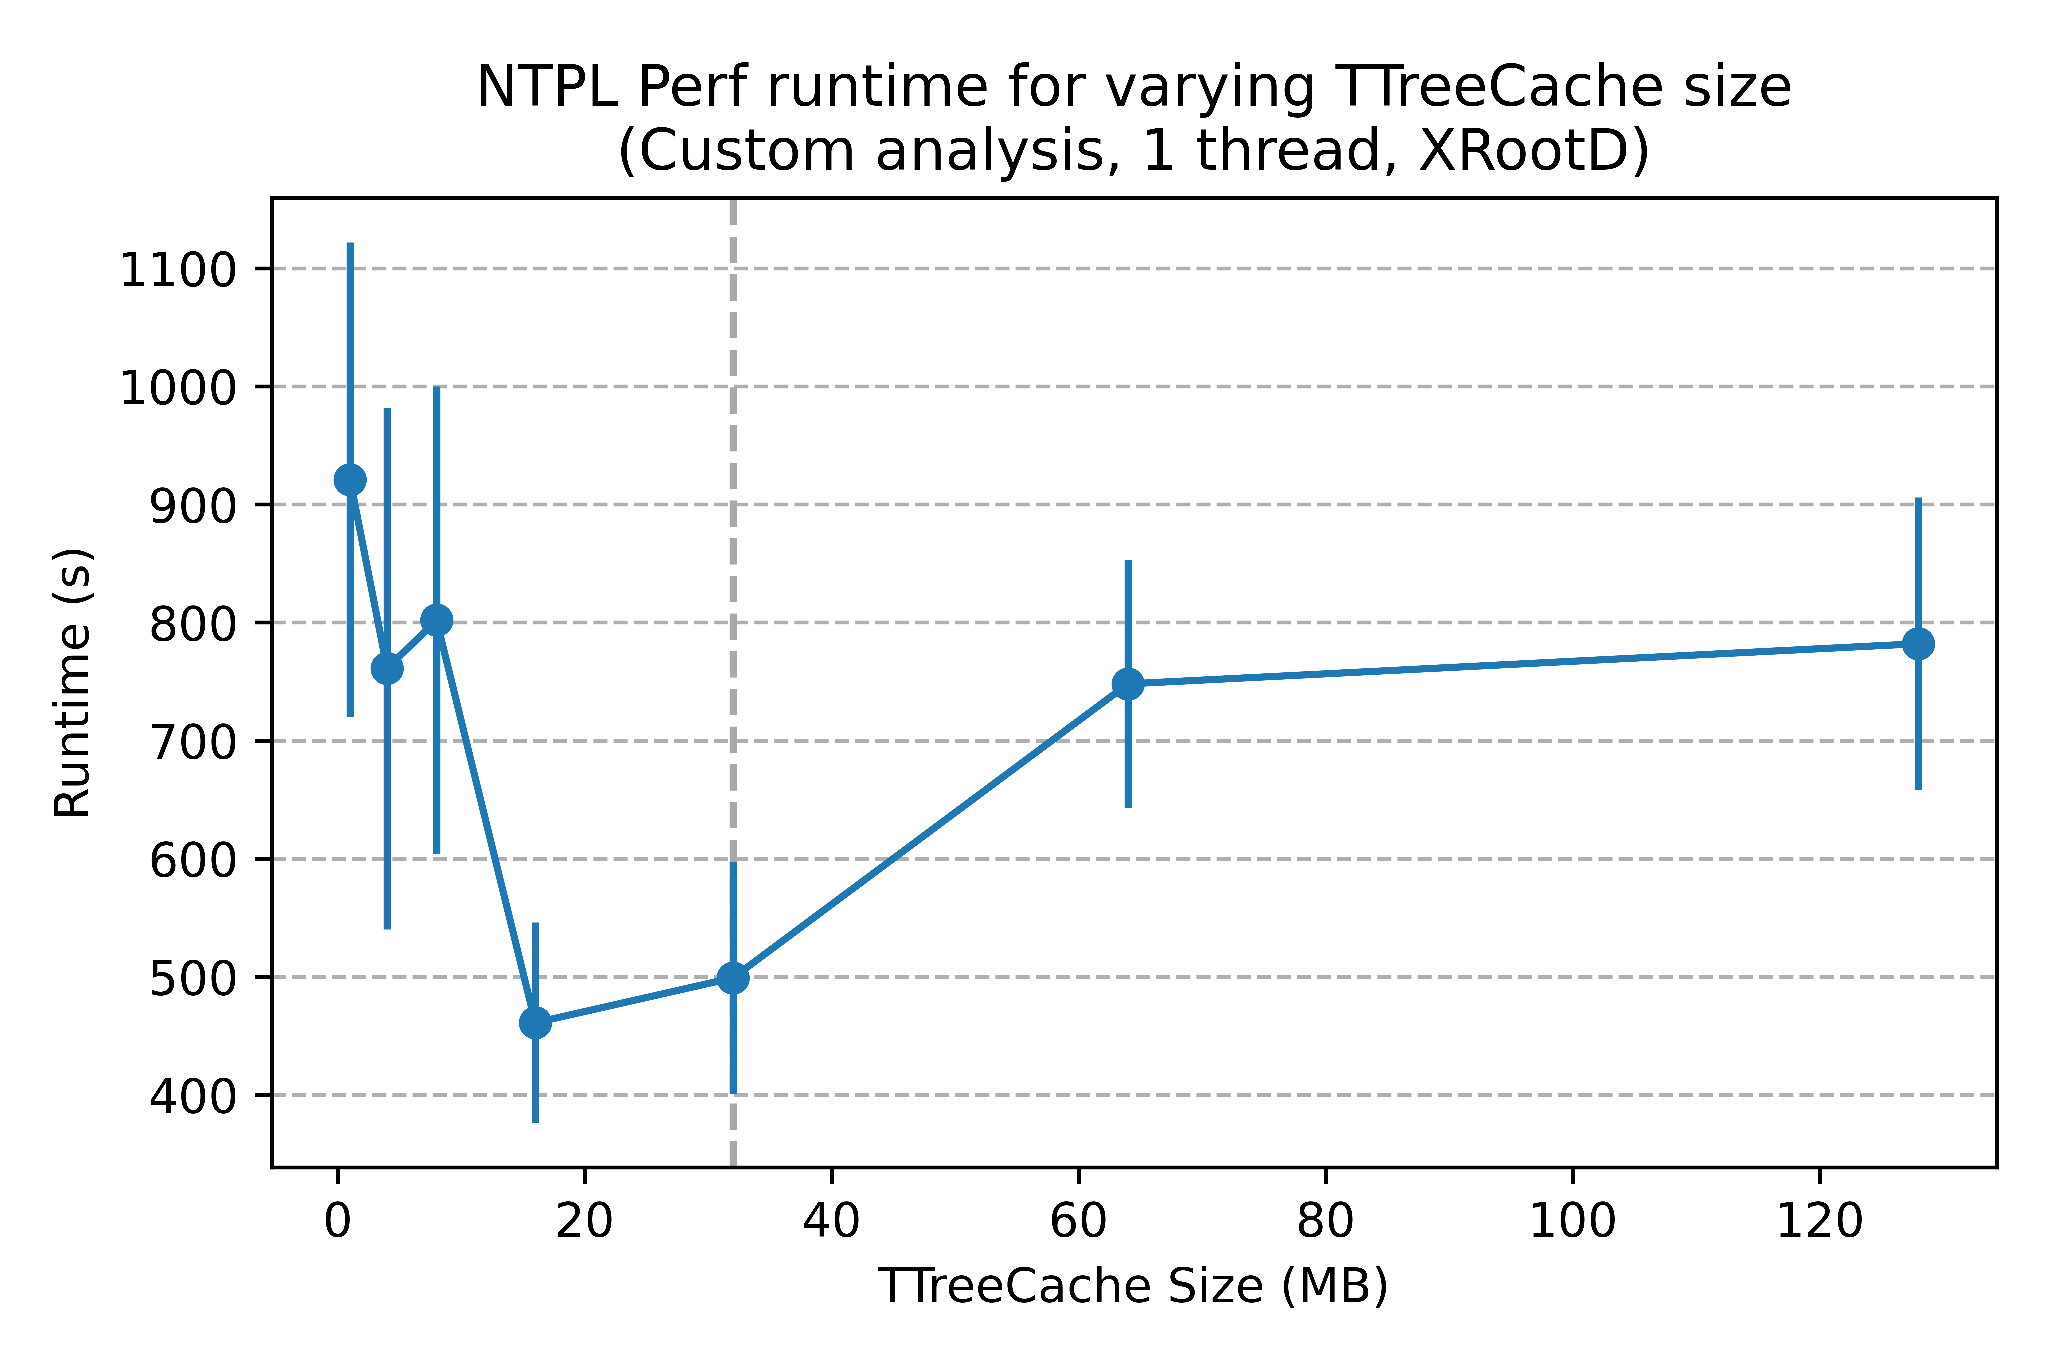 NTPL Perf runtime for varying TTreeCache size
(Custom analysis, 1 thread, XRootD)
1100
1000
900
800
700
600
500
400
Runtime (s)
0 20 40 60 80 100 120
TTreeCache Size (MB)